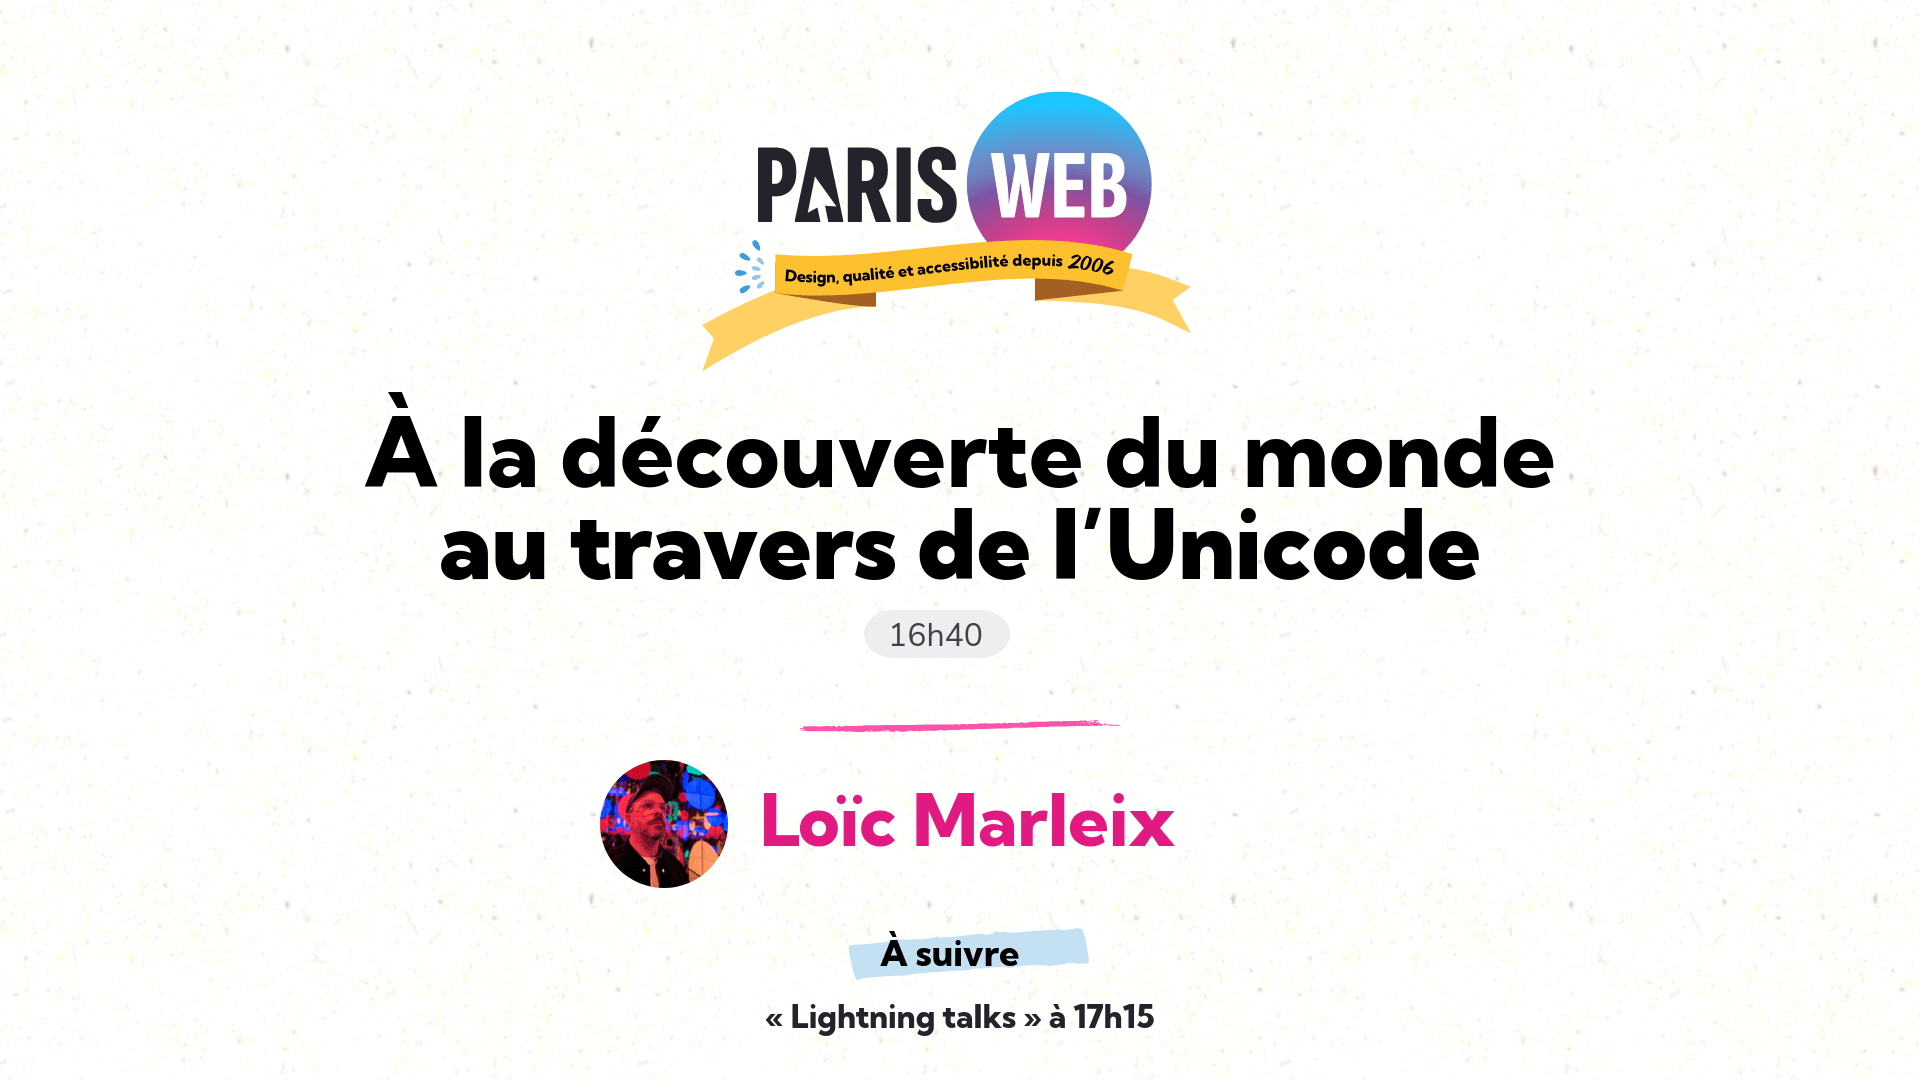 PARIS WEB
Design, qualité et accessibilité depuis 2006
À la découverte du monde
au travers de l’Unicode
16h40
Loïc Marleix
À suivre
« Lightning talks » à 17h15